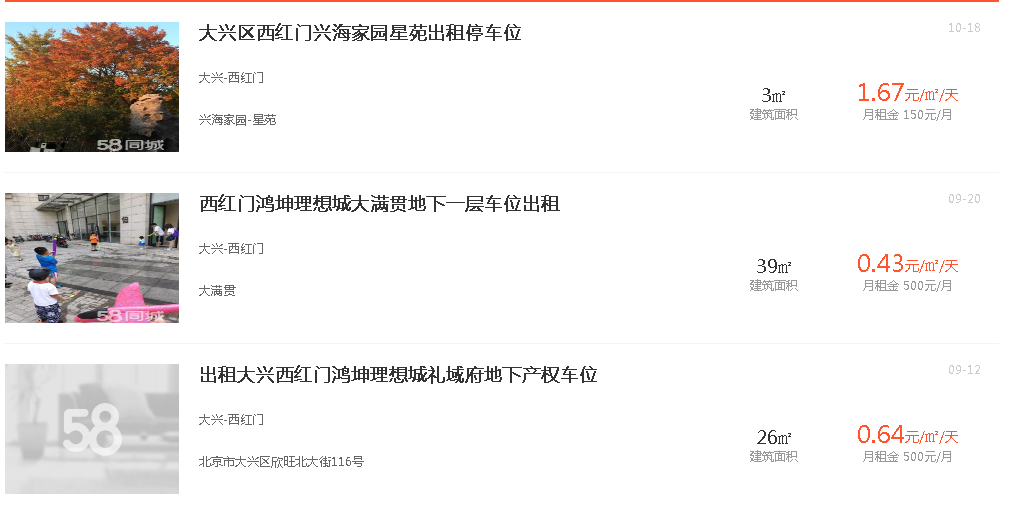 大兴区西红门兴海家园星苑出租停车位
10-18
大兴-西红门
3㎡
1.67元/㎡/天
建筑面积
月租金 150元/月
兴海家园-星苑
58同城
西红门鸿坤理想城大满贯地下一层车位出租
09-20
大兴-西红门
39㎡
0.43元/㎡/天
建筑面积
月租金 500元/月
大满贯
58同城
出租大兴西红门鸿坤理想城礼域府地下产权车位
09-12
大兴-西红门
58
26㎡
0.64元/㎡/天
建筑面积
月租金 500元/月
北京市大兴区欣旺北大街116号